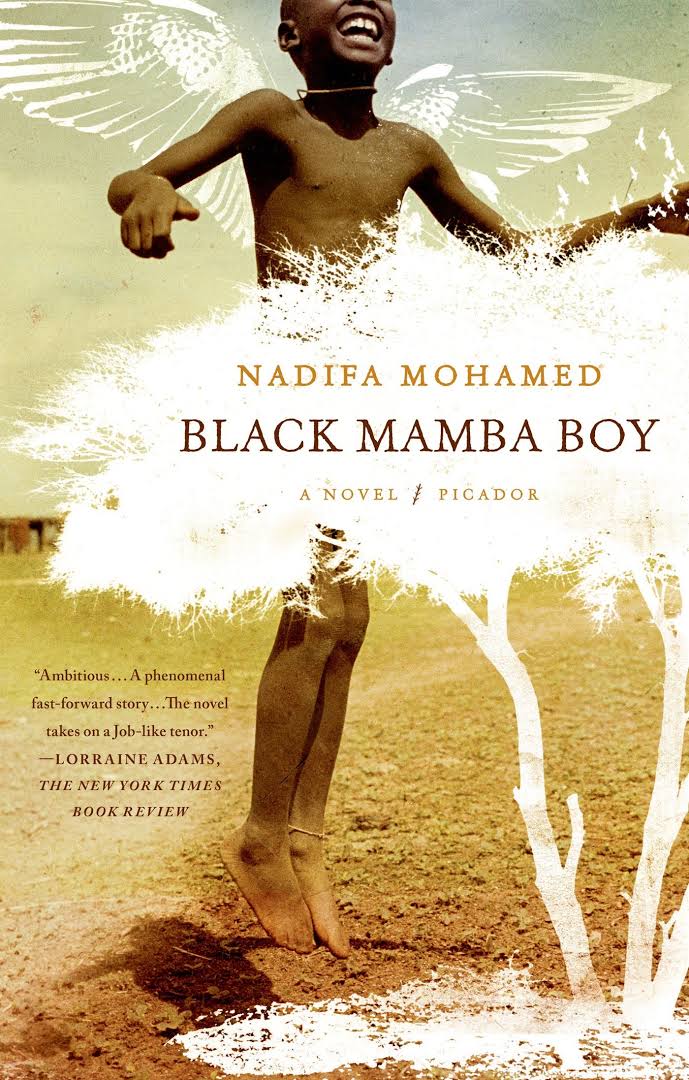 NADIFA MOHAMED
BLACK MAMBA BOY
A NOVEL PICADOR
“Ambitious...A phenomenal
fast-forward story...The novel
takes on a Job-like tenor.”
—LORRAINE ADAMS,
THE NEW YORK TIMES
BOOK REVIEW